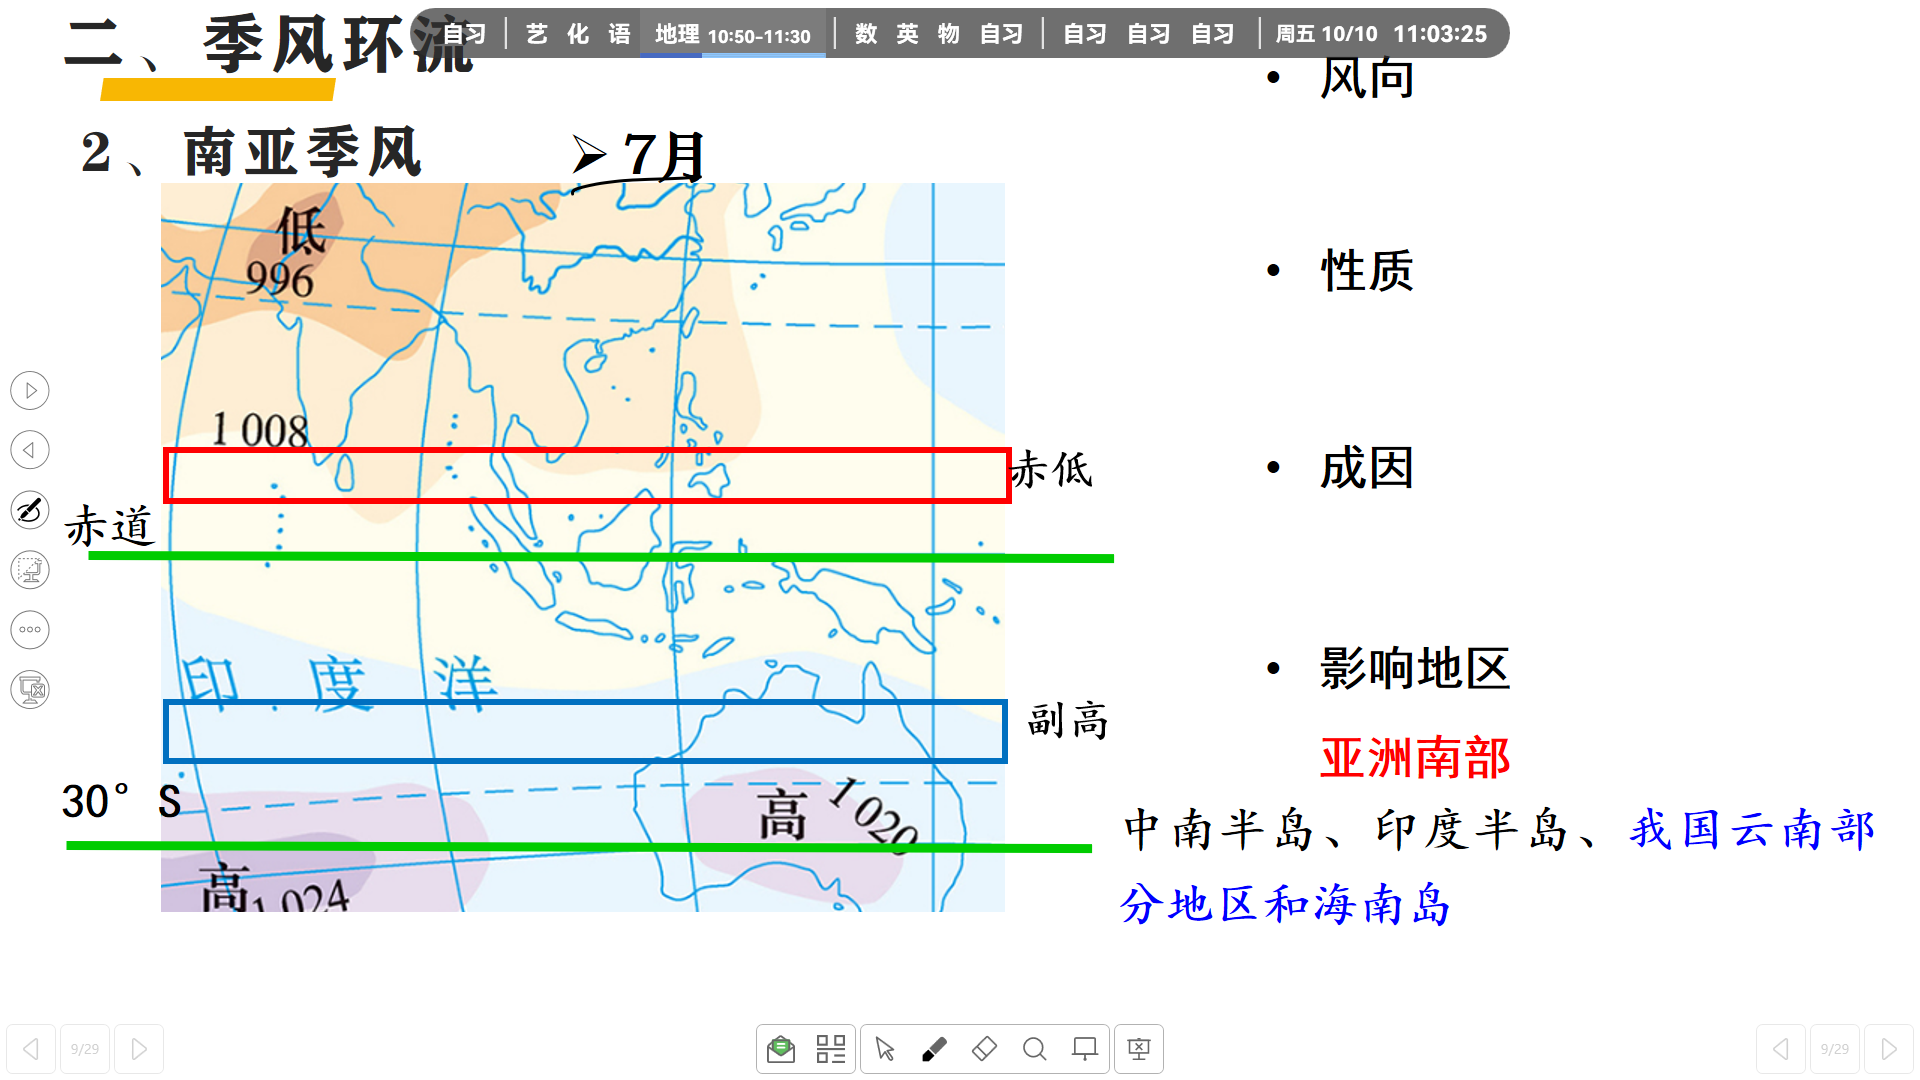 二、季风环流
自习 艺 化 语 地理 10:50-11:30 数 英 物 自习 自习 自习 自习 周五 10/10 11:03:25
• 风向
2、南亚季风 ➢ 7月
低
996
• 性质
1 008
赤低
• 成因
赤道
印度洋
• 影响地区
副高
亚洲南部
30° S
高 1 020
中南半岛、印度半岛、我国云南部
分地区和海南岛
高 1 024
9/29
9/29